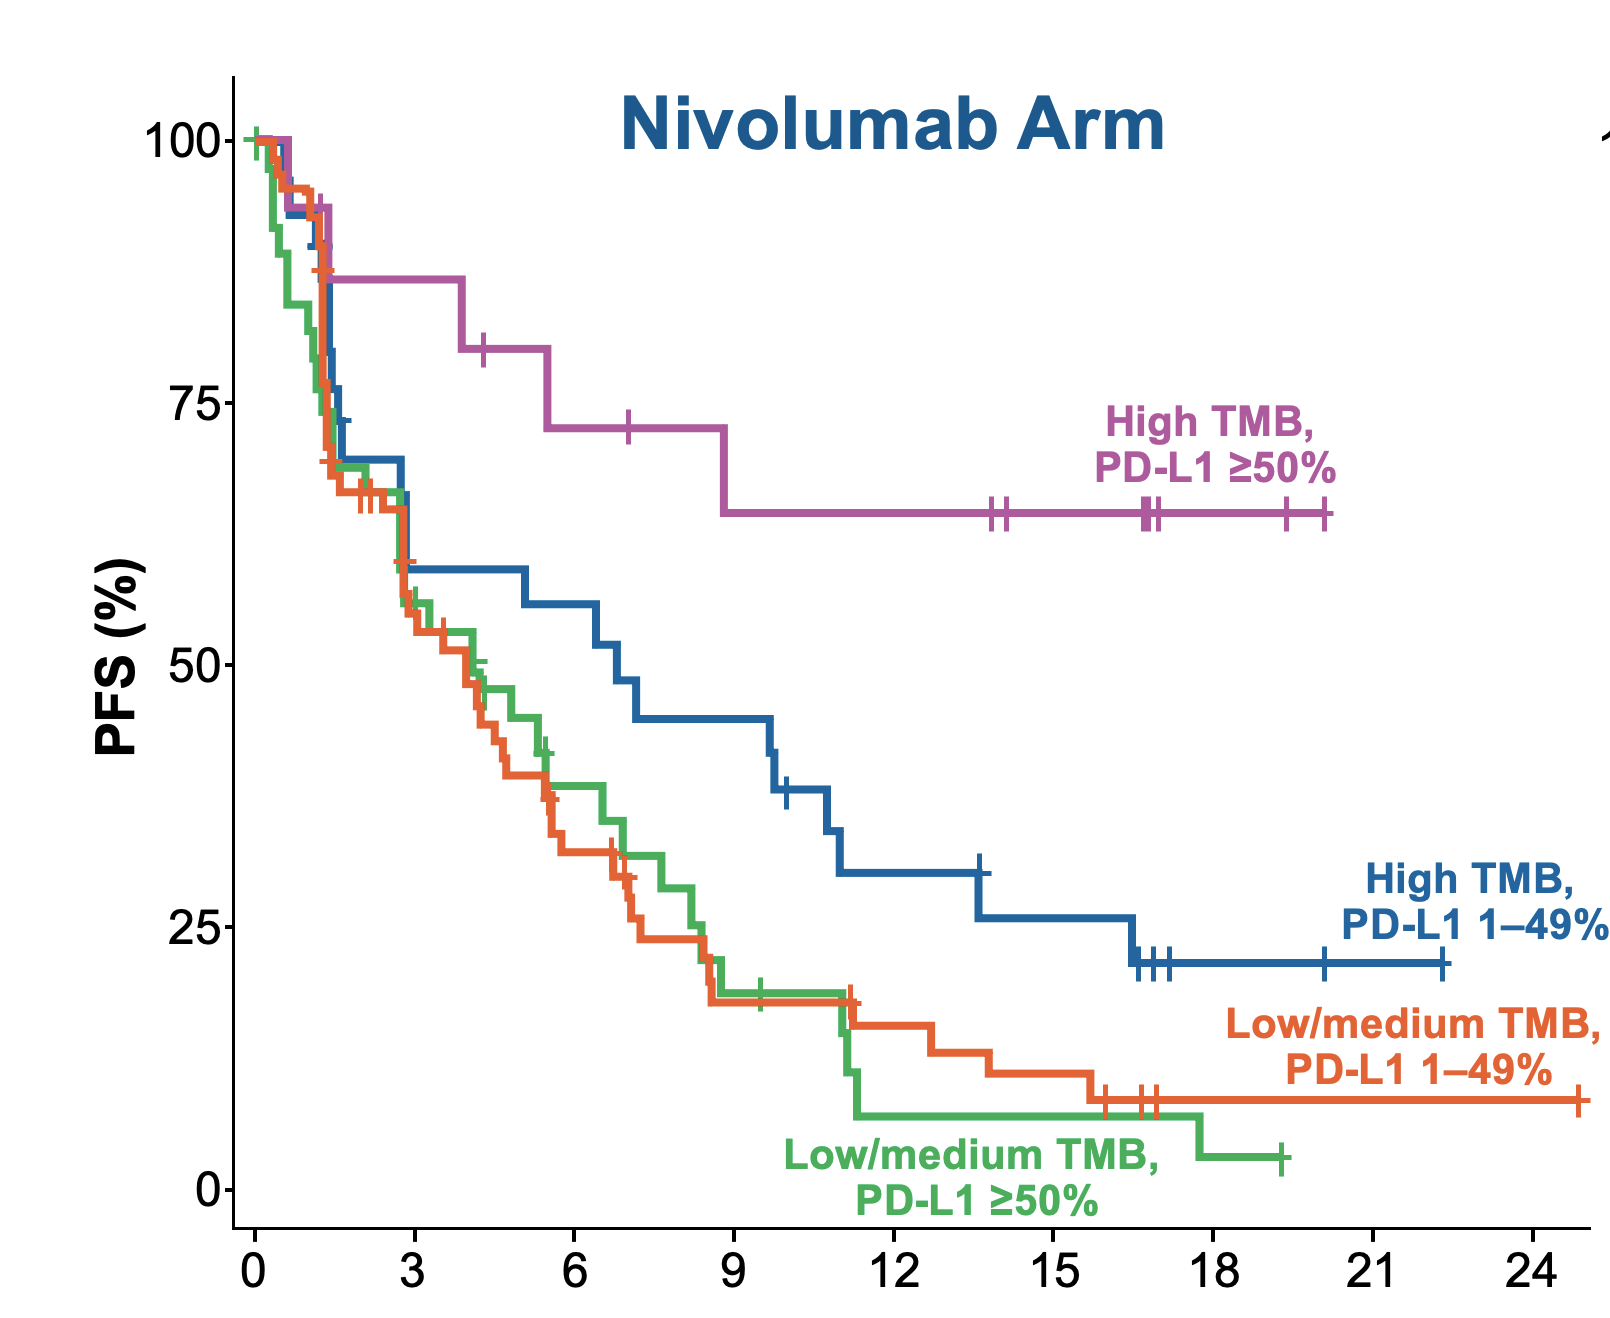 Nivolumab Arm
PFS (%)
100
75
50
25
0
High TMB,
PD-L1 ≥50%
High TMB,
PD-L1 1–49%
Low/medium TMB,
PD-L1 1–49%
Low/medium TMB,
PD-L1 ≥50%
0 3 6 9 12 15 18 21 24